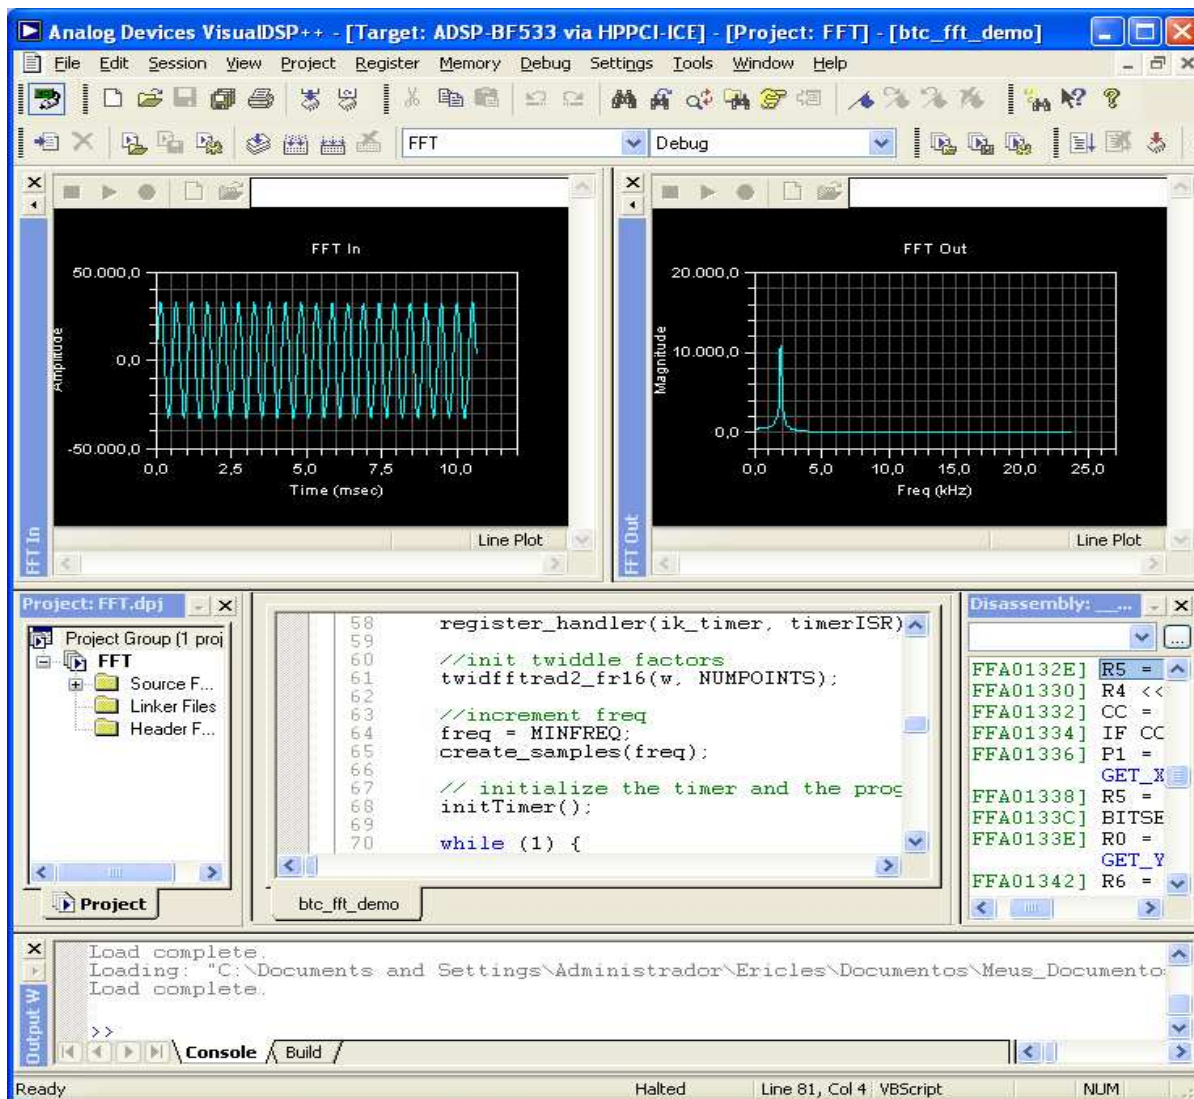 Analog Devices VisualDSP++ - [Target: ADSP-BF533 via HPPCI-ICE] - [Project: FFT] - [btc_fft_demo]
File Edit Session View Project Register Memory Debug Settings Tools Window Help
FFT Debug
FFT In
50.000,0
0,0
-50.000,0
Amplitude
0,0 2,5 5,0 7,5 10,0
Time (msec)
Line Plot
FFT In
FFT Out
20.000,0
10.000,0
0,0
Magnitude
0,0 5,0 10,0 15,0 20,0 25,0
Freq (kHz)
Line Plot
FFT Out
Project: FFT.dpj
Project Group (1 proj
FFT
Source F...
Linker Files
Header F...
Project
58 register_handler(ik_timer, timerISR)
59
60 //init twiddle factors
61 twidfftrad2_fr16(w, NUMPOINTS);
62
63 //increment freq
64 freq = MINFREQ;
65 create_samples(freq);
66
67 // initialize the timer and the prog
68 initTimer();
69
70 while (1) {
btc_fft_demo
Disassembly: __...
...
FFA0132E] R5 =
FFA01330] R4 <<
FFA01332] CC =
FFA01334] IF CC
FFA01336] P1 =
GET_X
FFA01338] R5 =
FFA0133C] BITSE
FFA0133E] R0 =
GET_Y
FFA01342] R6 =
Load complete.
Loading: "C:\Documents and Settings\Administrador\Ericles\Documentos\Meus_Documento
Load complete.
>>
Output W
Console Build
Ready Halted Line 81, Col 4 VBScript NUM